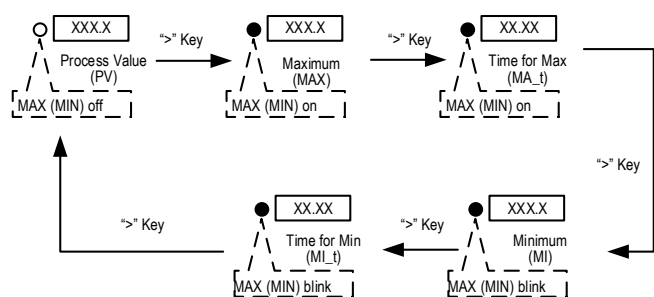 XXX.X
Process Value
(PV)
MAX (MIN) off
“>” Key
XXX.X
Maximum
(MAX)
MAX (MIN) on
“>” Key
XX.XX
Time for Max
(MA_t)
MAX (MIN) on
“>” Key
XXX.X
Minimum
(MI)
MAX (MIN) blink
“>” Key
XX.XX
Time for Min
(MI_t)
MAX (MIN) blink
“>” Key